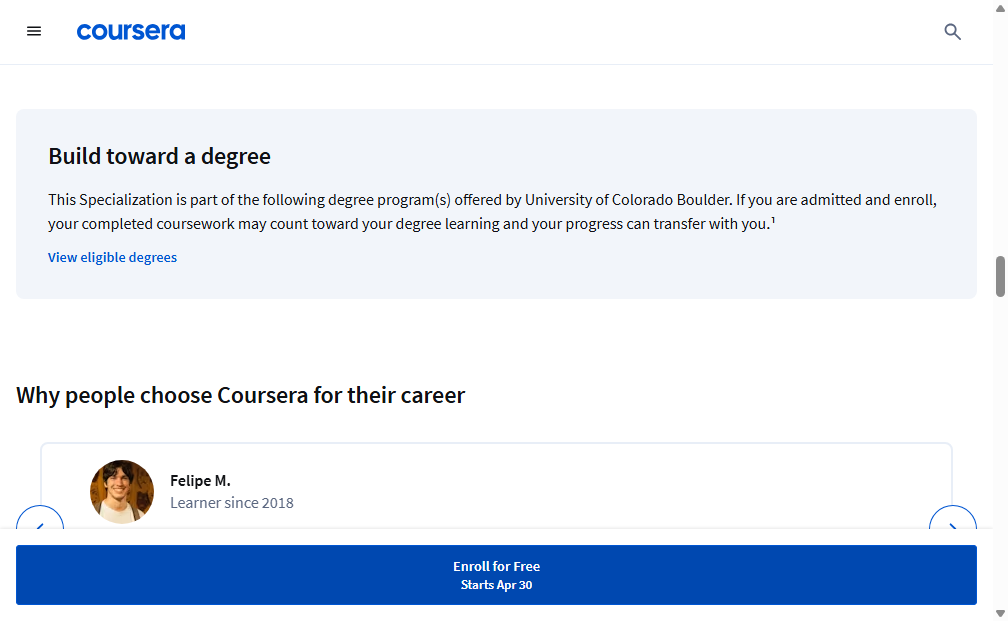 coursera
Build toward a degree
This Specialization is part of the following degree program(s) offered by University of Colorado Boulder. If you are admitted and enroll,
your completed coursework may count toward your degree learning and your progress can transfer with you.¹
View eligible degrees
Why people choose Coursera for their career
Felipe M.
Learner since 2018
Enroll for Free
Starts Apr 30